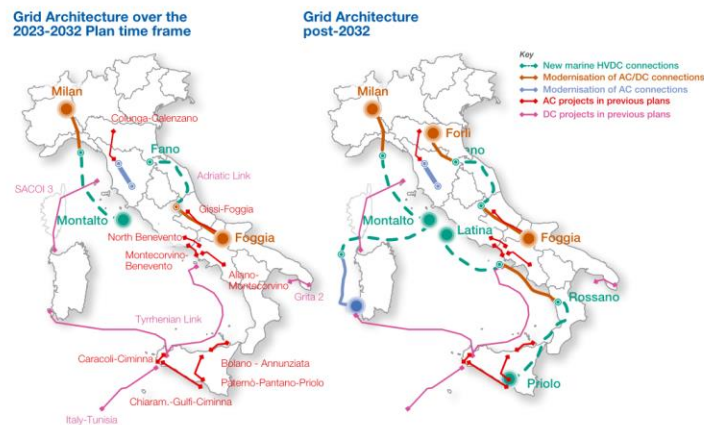 Grid Architecture over the
2023-2032 Plan time frame
Milan
Colunga-Calenzano
Fano
Adriatic Link
SACOI 3
Gissi-Foggia
Montalto
North Benevento
Foggia
Montecorvino-
Benevento
Aliano-
Montecorvino
Grita 2
Tyrrhenian Link
Caracoli-Ciminna
Bolano - Annunziata
Paternò-Pantano-Priolo
Chiaram.-Gulfi-Ciminna
Italy-Tunisia
Grid Architecture
post-2032
Key
New marine HVDC connections
Modernisation of AC/DC connections
Modernisation of AC connections
AC projects in previous plans
DC projects in previous plans
Milan
Forlì
ano
Montalto
Latina
Foggia
Rossano
Priolo